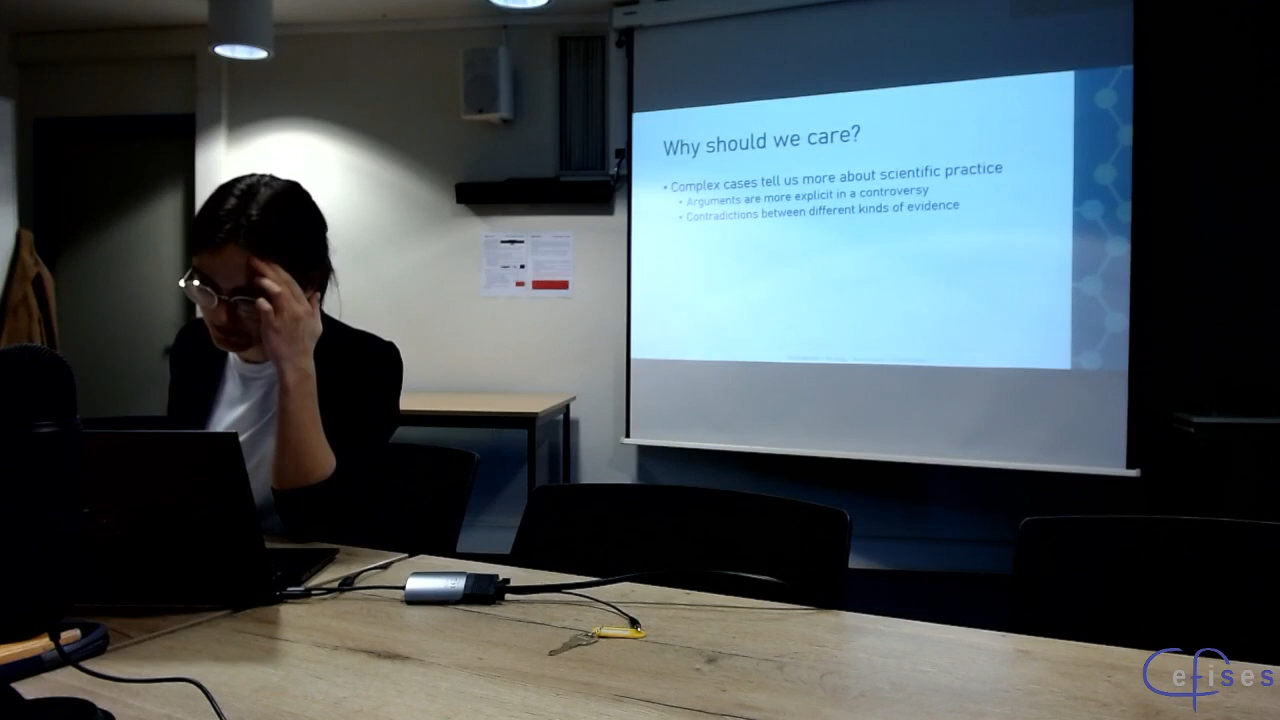 Why should we care?
• Complex cases tell us more about scientific practice
• Arguments are more explicit in a controversy
• Contradictions between different kinds of evidence
Cefises